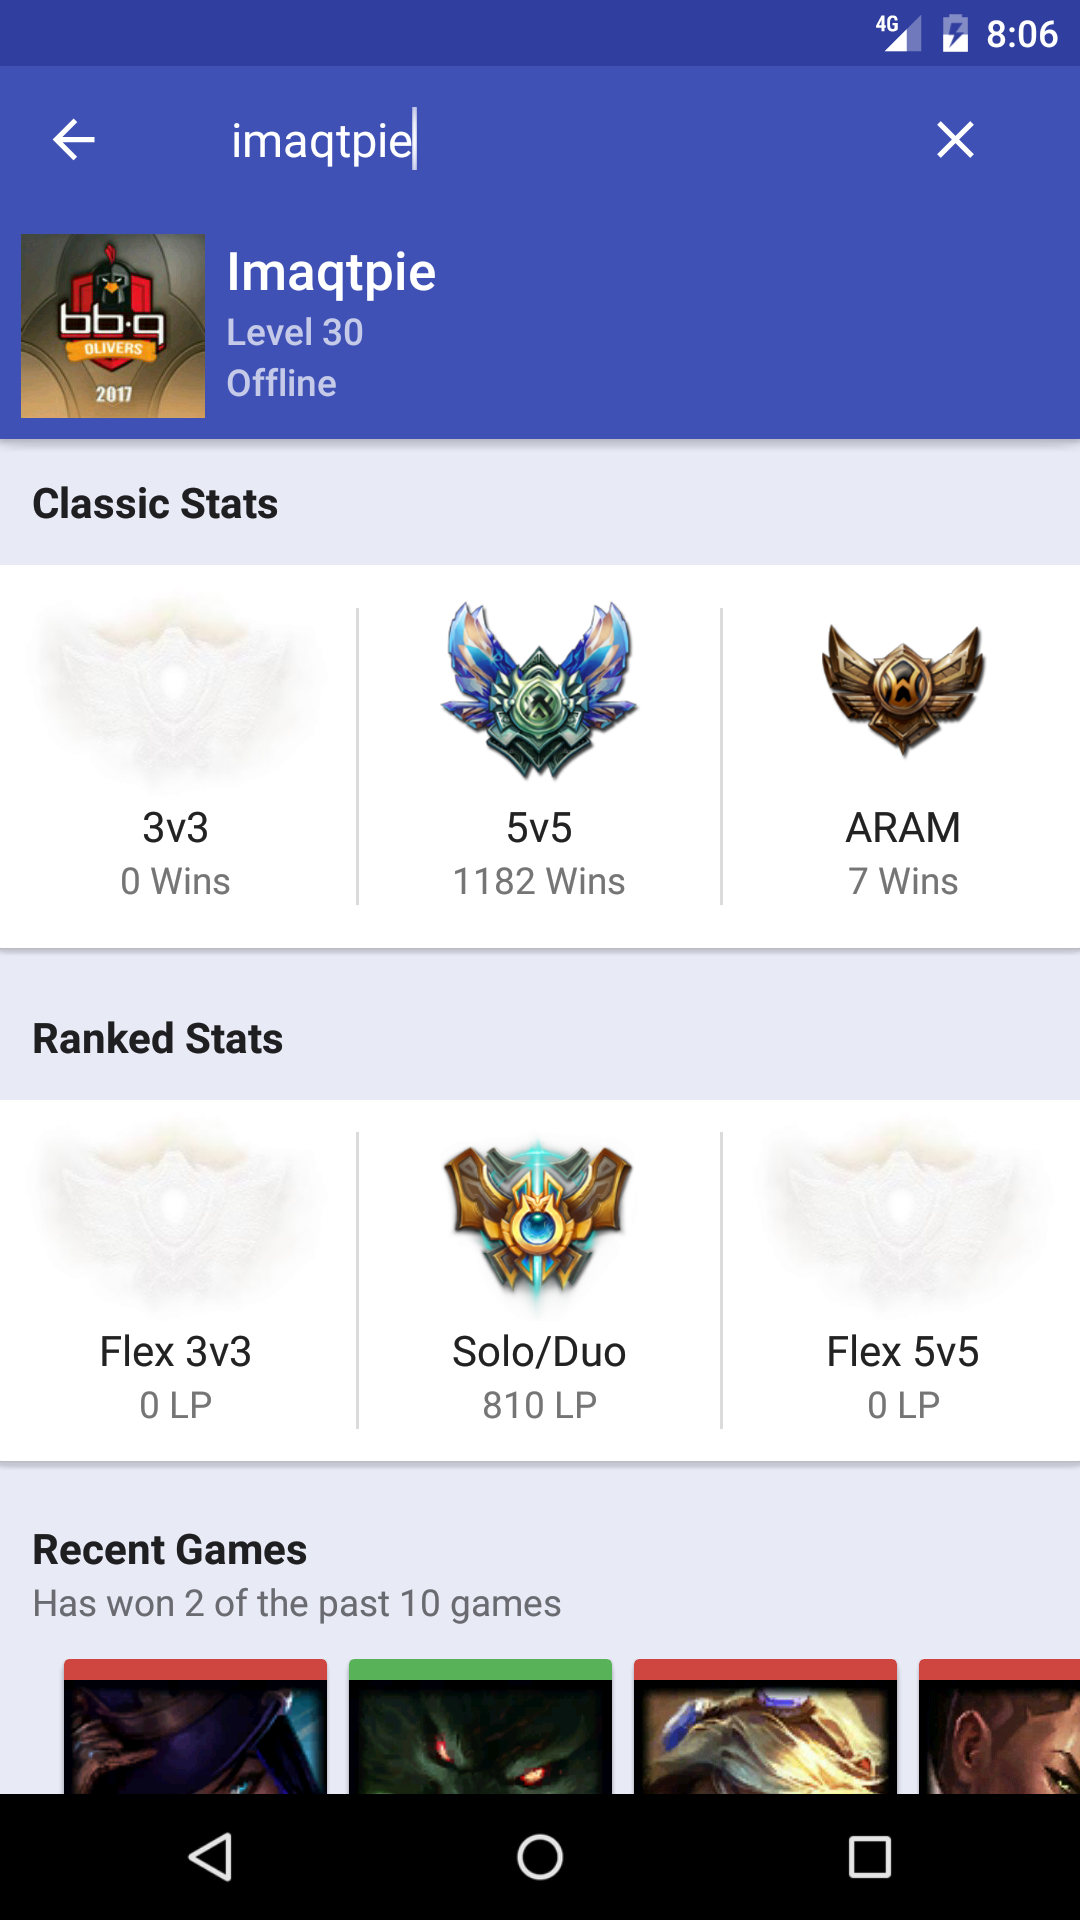 4G 8:06
imaqtpie
bb.q
OLIVERS
2017
Imaqtpie
Level 30
Offline
Classic Stats
3v3 5v5 ARAM
0 Wins 1182 Wins 7 Wins
Ranked Stats
Flex 3v3 Solo/Duo Flex 5v5
0 LP 810 LP 0 LP
Recent Games
Has won 2 of the past 10 games